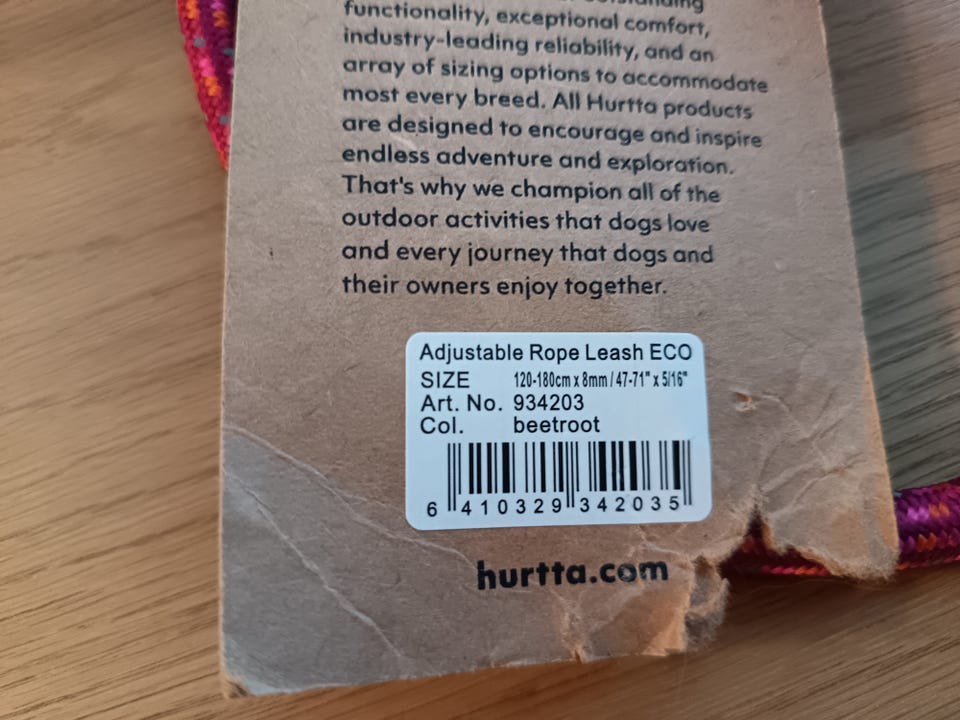 functionality, exceptional comfort,
industry-leading reliability, and an
array of sizing options to accommodate
most every breed. All Hurtta products
are designed to encourage and inspire
endless adventure and exploration.
That's why we champion all of the
outdoor activities that dogs love
and every journey that dogs and
their owners enjoy together.
Adjustable Rope Leash ECO
SIZE 120-180cm x 8mm / 47-71" x 5/16"
Art. No. 934203
Col. beetroot
6 410329 342035
hurtta.com